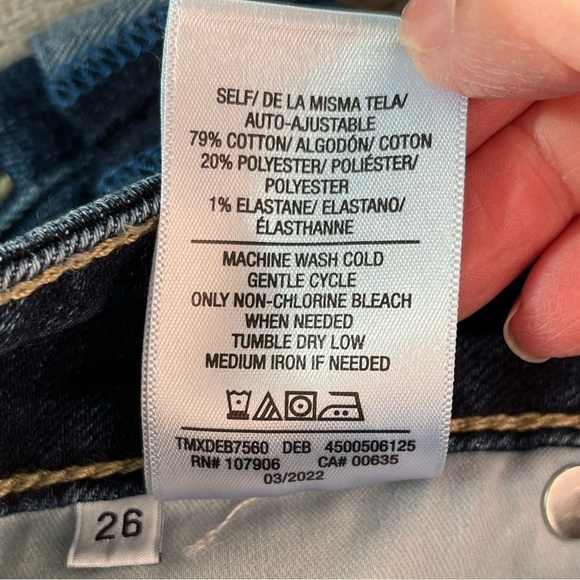 SELF/ DE LA MISMA TELA/
AUTO-AJUSTABLE
79% COTTON/ ALGODÓN/ COTON
20% POLYESTER/ POLIÉSTER/
POLYESTER
1% ELASTANE/ ELASTANO/
ÉLASTHANNE
MACHINE WASH COLD
GENTLE CYCLE
ONLY NON-CHLORINE BLEACH
WHEN NEEDED
TUMBLE DRY LOW
MEDIUM IRON IF NEEDED
TMXDEB7560 DEB 4500506125
RN# 107906 CA# 00635
03/2022
26